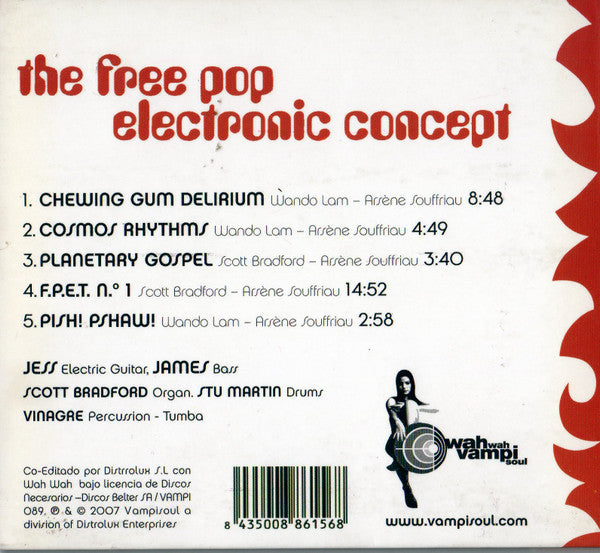 the free pop
electronic concept
1. CHEWING GUM DELIRIUM Wando Lam – Arsène Souffriau 8:48
2. COSMOS RHYTHMS Wando Lam – Arsène Souffriau 4:49
3. PLANETARY GOSPEL Scott Bradford – Arsène Souffriau 3:40
4. F.P.E.T. N.º 1 Scott Bradford – Arsène Souffriau 14:52
5. PISH! PSHAW! Wando Lam – Arsène Souffriau 2:58
JESS Electric Guitar, JAMES Bass
SCOTT BRADFORD Organ. STU MARTIN Drums
VINAGRE Percussion - Tumba
wah wah
vampi
soul
Co-Editado por Distrrolux S.L con
Wah Wah bajo licencia de Discos
Necesarios –Discos Belter SA / VAMPI
089, ℗ & © 2007 Vampisoul a
division of Distrolux Enterprises
8 435008 861568
www.vampisoul.com